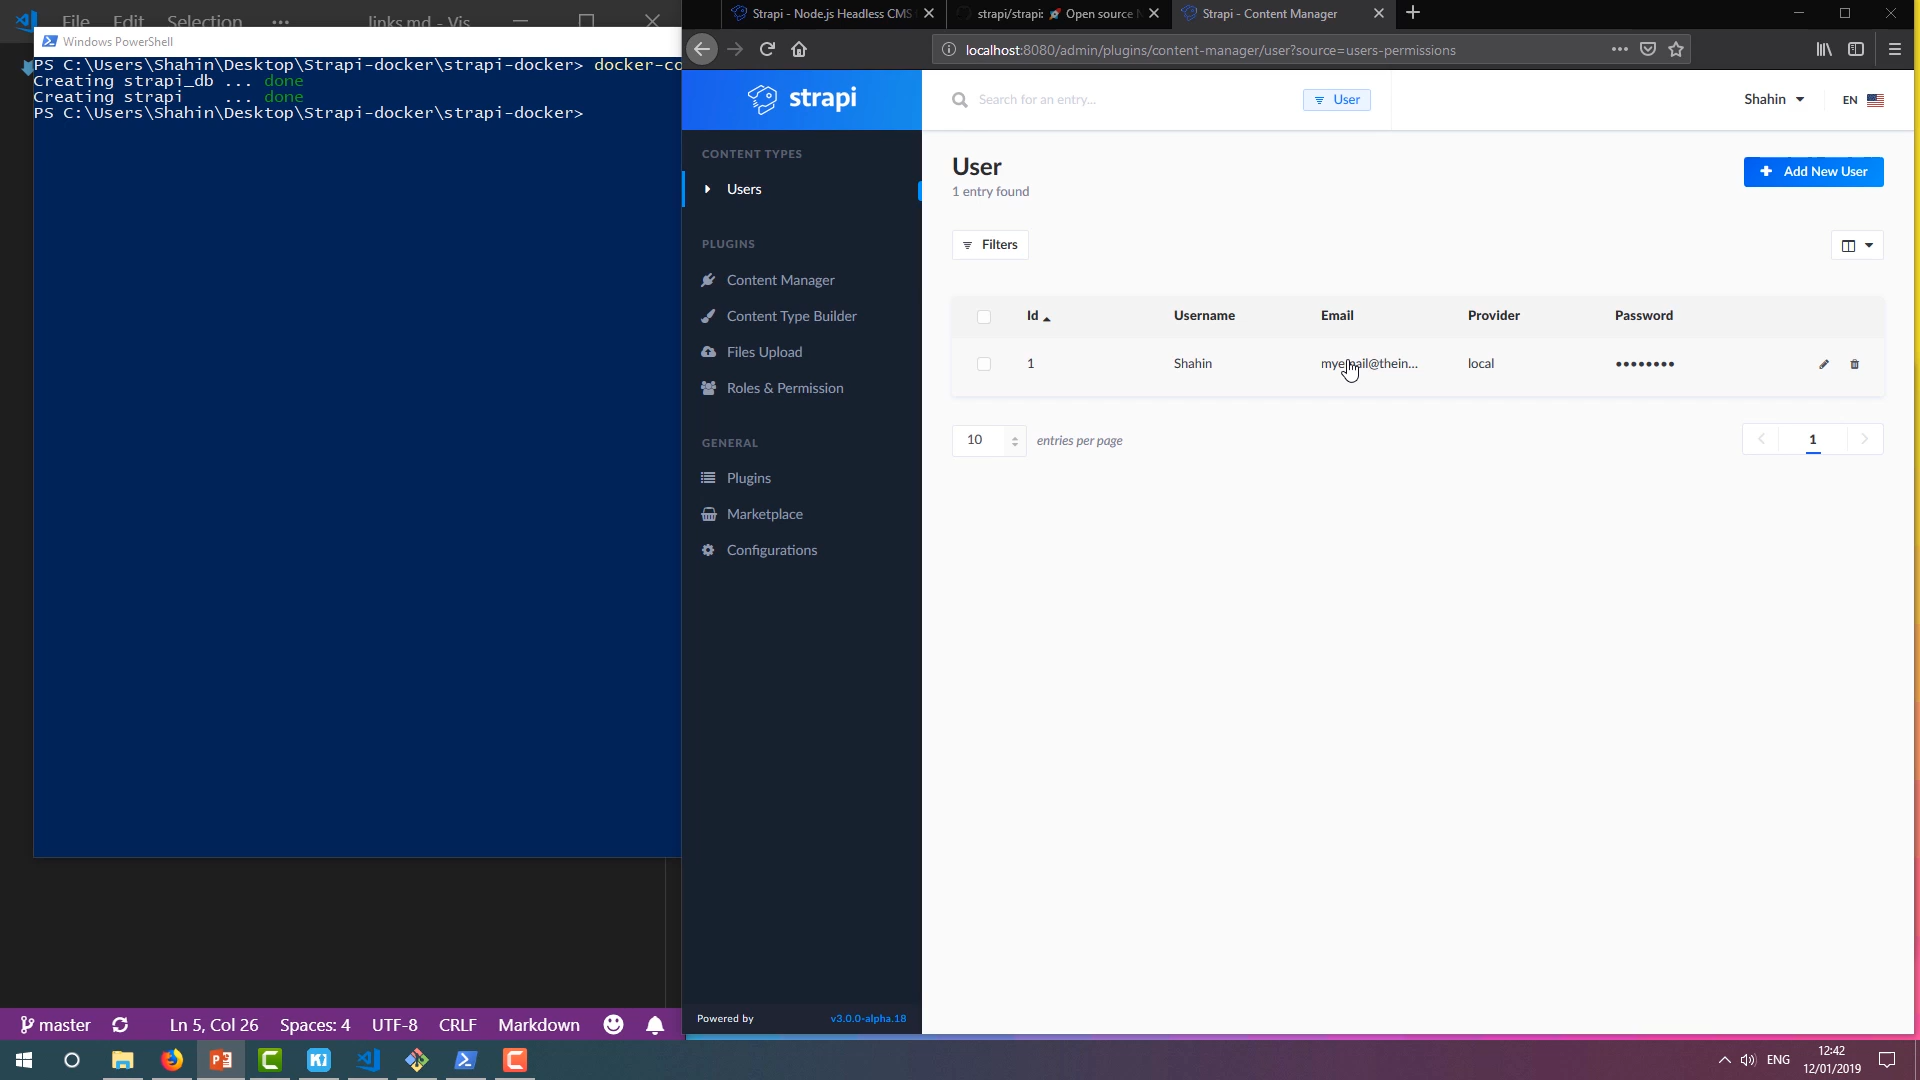 File Edit Selection ... links.md - Vis
Windows PowerShell
PS C:\Users\Shahin\Desktop\Strapi-docker\strapi-docker> docker-co
Creating strapi_db ... done
Creating strapi    ... done
PS C:\Users\Shahin\Desktop\Strapi-docker\strapi-docker>
master Ln 5, Col 26 Spaces: 4 UTF-8 CRLF Markdown
Strapi - Node.js Headless CMS
strapi/strapi: 🚀 Open source
Strapi - Content Manager
localhost:8080/admin/plugins/content-manager/user?source=users-permissions
strapi
Search for an entry...
User
Shahin
EN
CONTENT TYPES
Users
PLUGINS
Content Manager
Content Type Builder
Files Upload
Roles & Permission
GENERAL
Plugins
Marketplace
Configurations
Powered by v3.0.0-alpha.18
User
1 entry found
+ Add New User
Filters
Id Username Email Provider Password
1 Shahin myemail@thein... local ••••••••
10 entries per page
1
ENG
12:42
12/01/2019